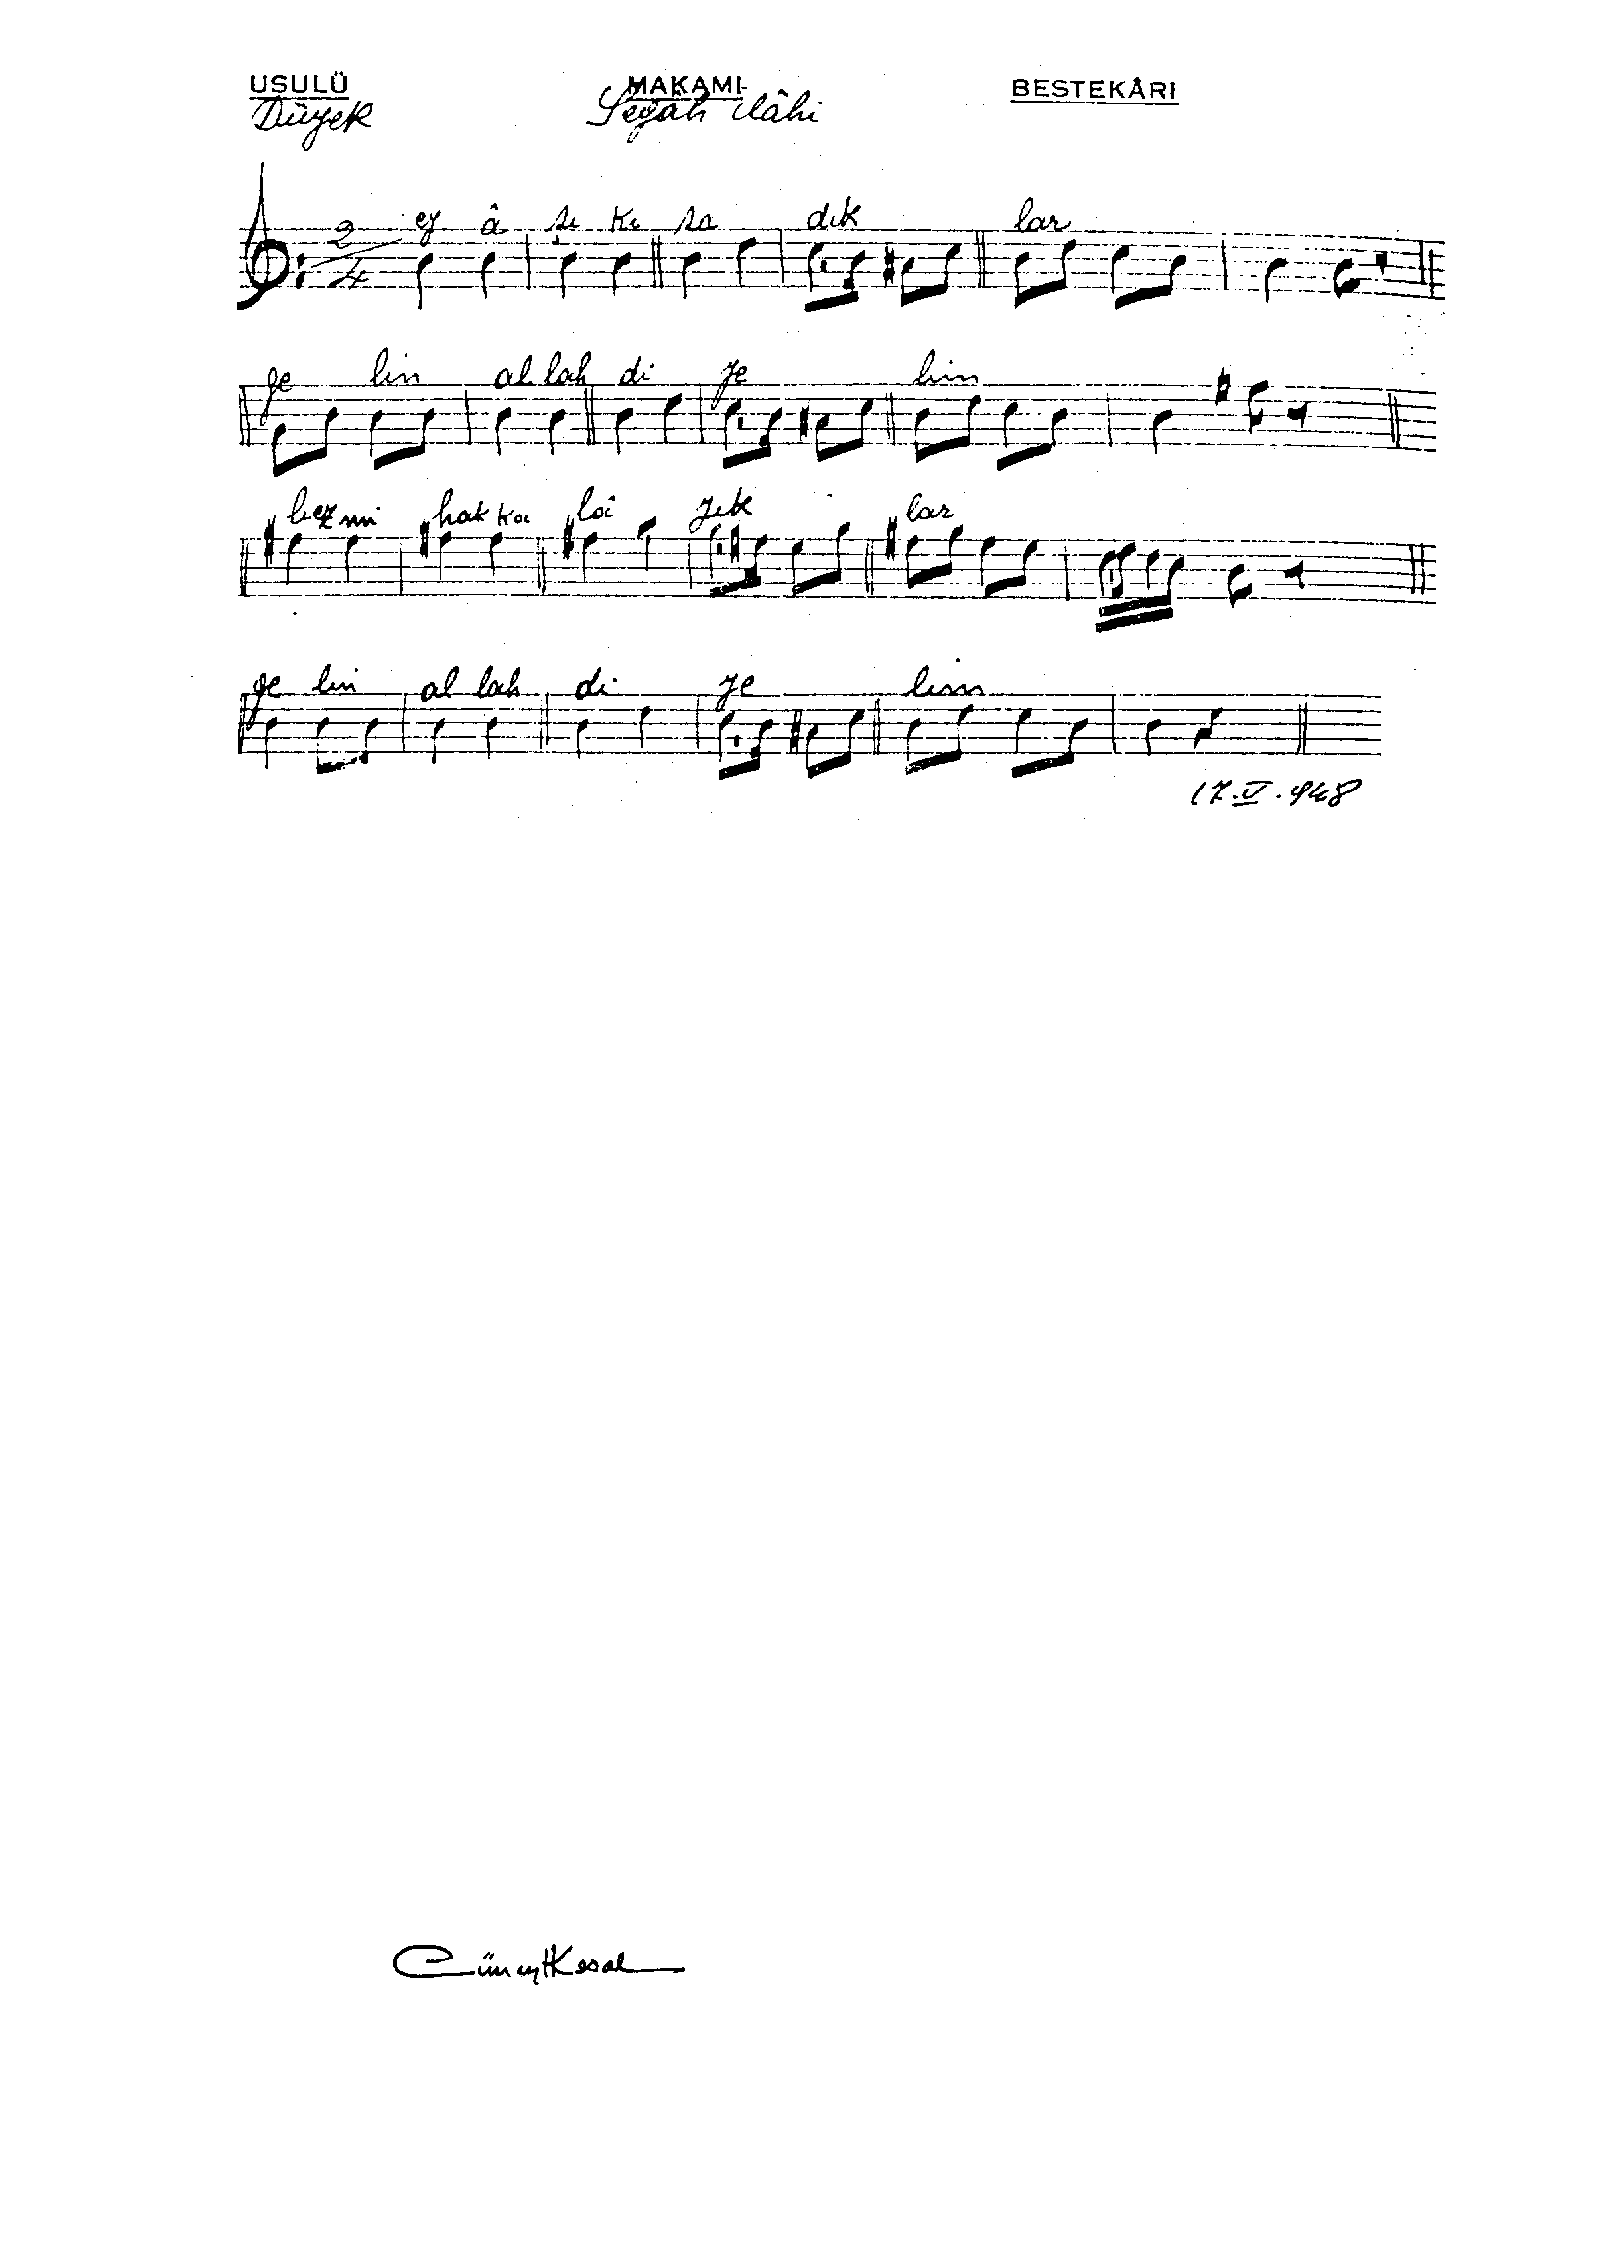 USULÜ MAKAMI BESTEKÂRI
Düyek Segâh ilâhi
2
4
ey â şı kı sa dık lar
ge lin al lah di ye lim
bez mi hak ka lâ yık lar
ge lin al lah di ye lim
17.V.948
Cüneyt Kosal